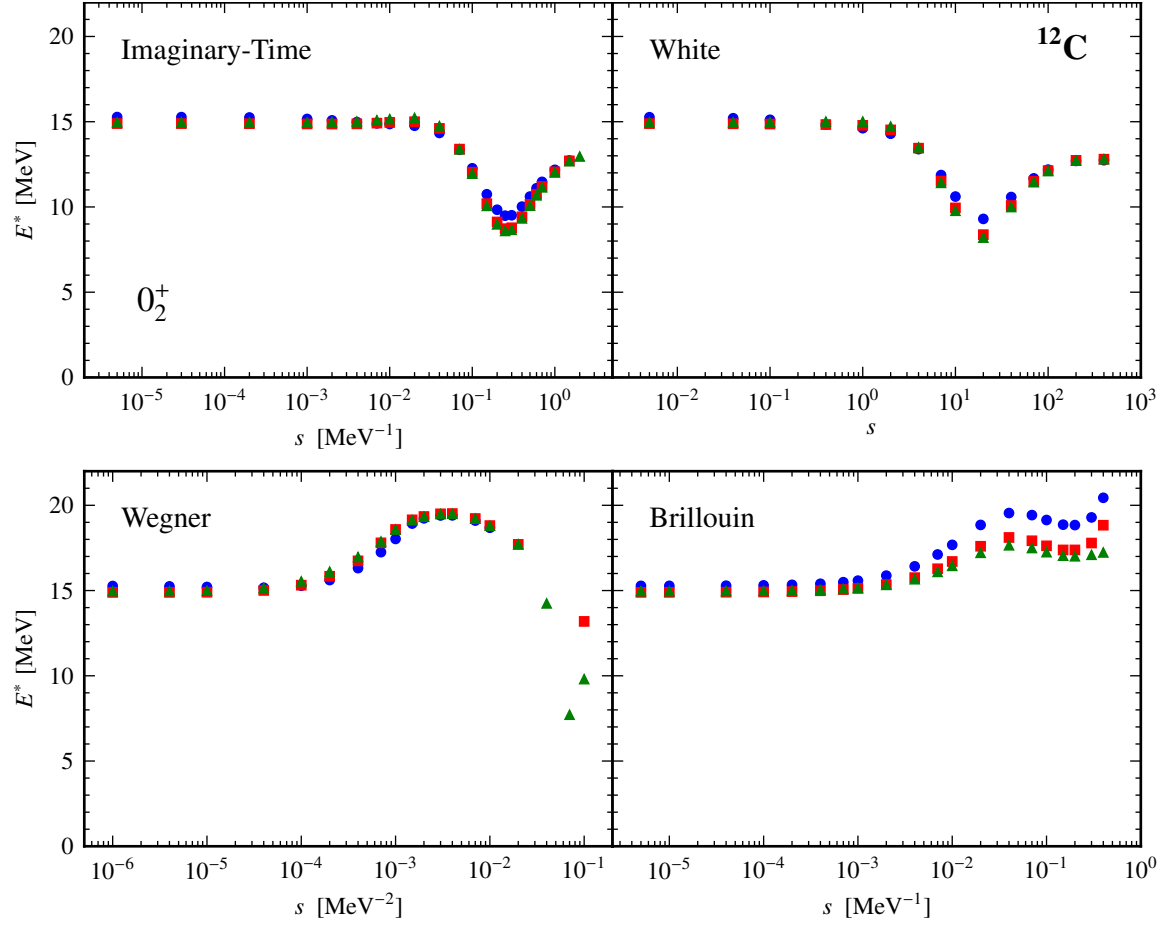 Imaginary-Time
White
¹²C
0₂⁺
E* [MeV]
20
15
10
5
0
10⁻⁵ 10⁻⁴ 10⁻³ 10⁻² 10⁻¹ 10⁰
s [MeV⁻¹]
10⁻² 10⁻¹ 10⁰ 10¹ 10² 10³
s
Wegner
Brillouin
E* [MeV]
20
15
10
5
0
10⁻⁶ 10⁻⁵ 10⁻⁴ 10⁻³ 10⁻² 10⁻¹
s [MeV⁻²]
10⁻⁵ 10⁻⁴ 10⁻³ 10⁻² 10⁻¹ 10⁰
s [MeV⁻¹]